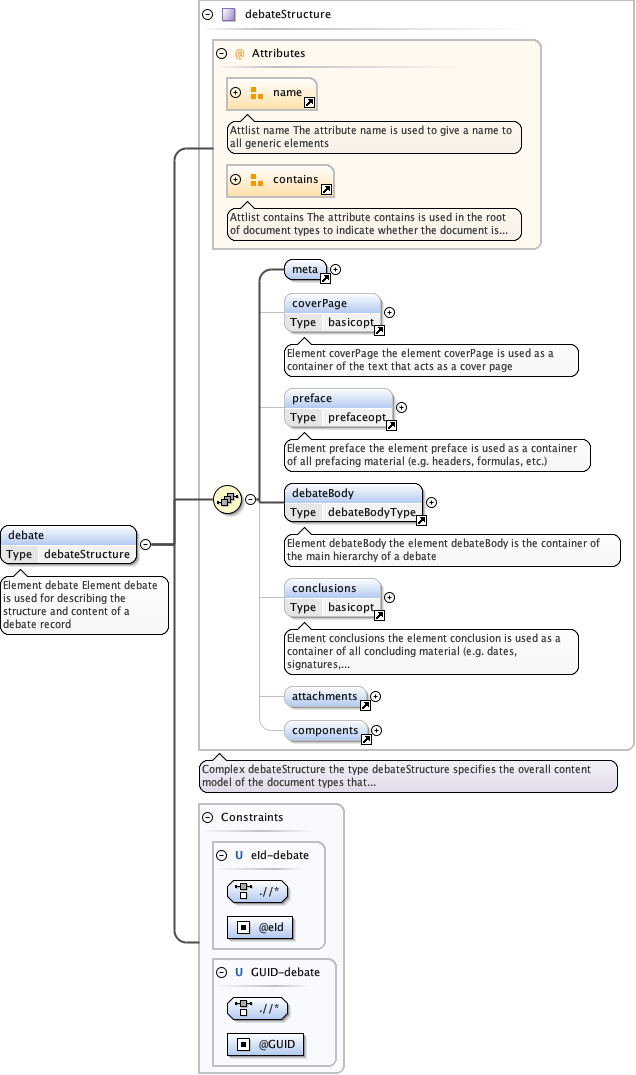 debateStructure
@ Attributes
name
Attlist name The attribute name is used to give a name to
all generic elements
contains
Attlist contains The attribute contains is used in the root
of document types to indicate whether the document is...
meta
coverPage
Type basicopt
Element coverPage the element coverPage is used as a
container of the text that acts as a cover page
preface
Type prefaceopt
Element preface the element preface is used as a container
of all prefacing material (e.g. headers, formulas, etc.)
debateBody
Type debateBodyType
Element debateBody the element debateBody is the container of
the main hierarchy of a debate
debate
Type debateStructure
Element debate Element debate
is used for describing the
structure and content of a
debate record
conclusions
Type basicopt
Element conclusions the element conclusion is used as a
container of all concluding material (e.g. dates,
signatures,...
attachments
components
Complex debateStructure the type debateStructure specifies the overall content
model of the document types that...
Constraints
U eId-debate
.//*
@eId
U GUID-debate
.//*
@GUID